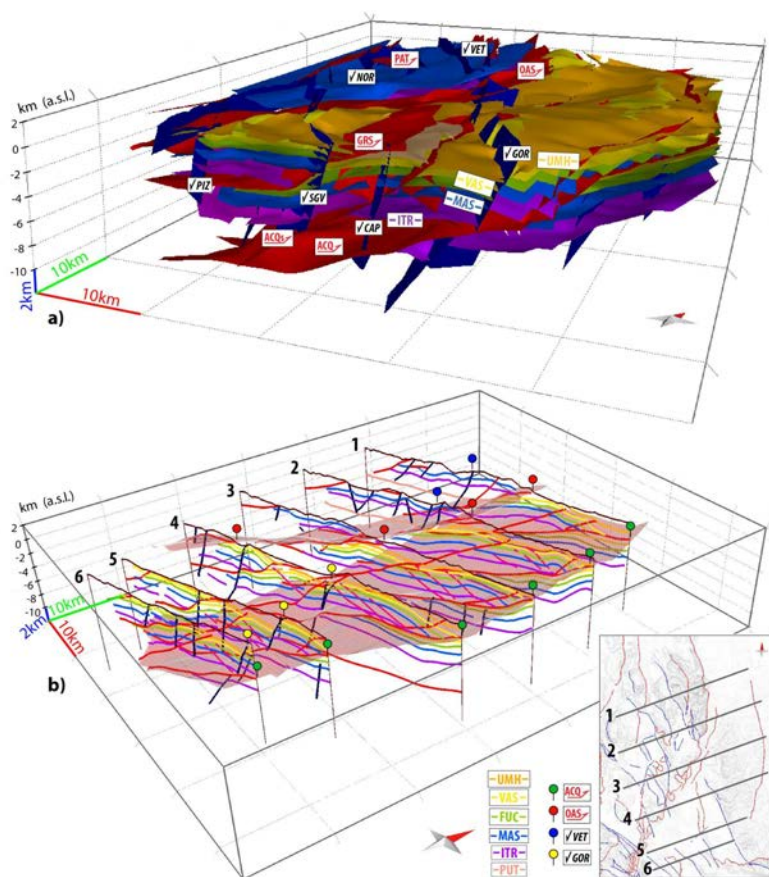 km (a.s.l.)
2
0
-2
-4
-6
-8
-10
2km
10km
10km
PAT
√VET
√NOR
OAS
GRS
√GOR
UMH
VAS
MAS
√PIZ
√SGV
ITR
√CAP
ACQs
ACQ
a)
km (a.s.l.)
2
0
-2
-4
-6
-8
-10
2km
10km
10km
1
2
3
4
5
6
b)
UMH
VAS
FUC
MAS
ITR
PUT
ACQ
OAS
√VET
√GOR
1
2
3
4
5
6